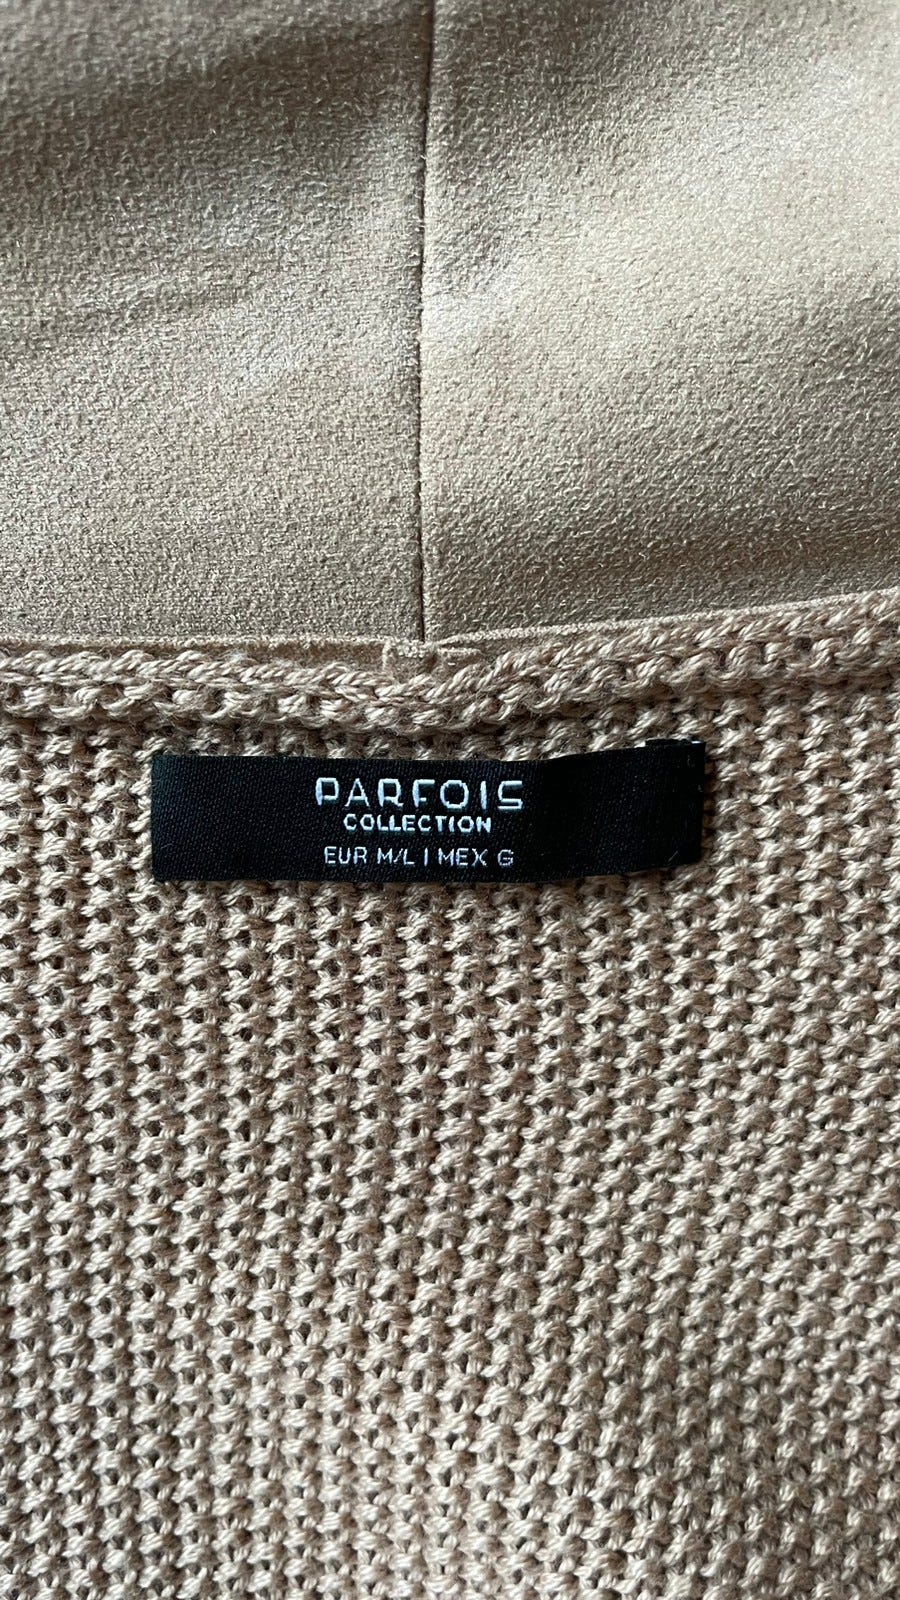 PARFOIS
COLLECTION
EUR M/L | MEX G